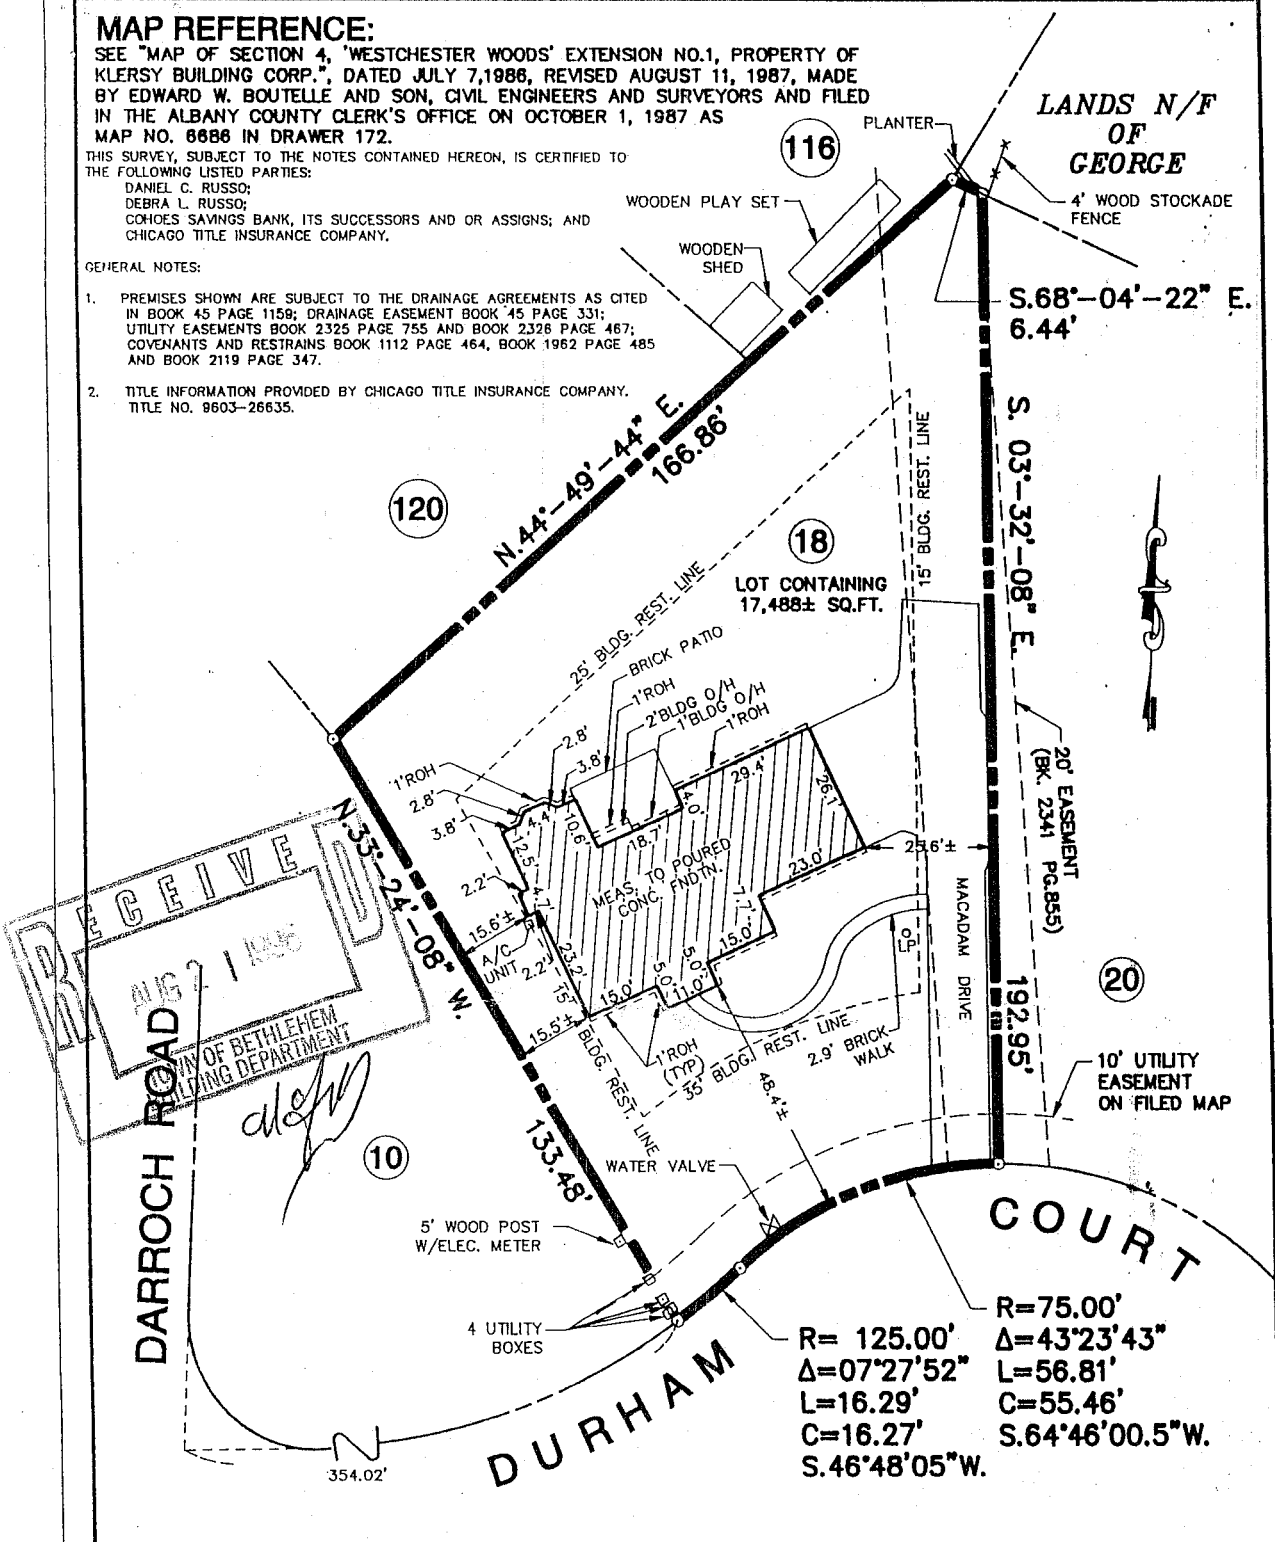 MAP REFERENCE:
SEE "MAP OF SECTION 4, 'WESTCHESTER WOODS' EXTENSION NO.1, PROPERTY OF
KLERSY BUILDING CORP.", DATED JULY 7,1986, REVISED AUGUST 11, 1987, MADE
BY EDWARD W. BOUTELLE AND SON, CIVIL ENGINEERS AND SURVEYORS AND FILED
IN THE ALBANY COUNTY CLERK'S OFFICE ON OCTOBER 1, 1987 AS
MAP NO. 6686 IN DRAWER 172.
THIS SURVEY, SUBJECT TO THE NOTES CONTAINED HEREON, IS CERTIFIED TO
THE FOLLOWING LISTED PARTIES:
DANIEL C. RUSSO;
DEBRA L. RUSSO;
COHOES SAVINGS BANK, ITS SUCCESSORS AND OR ASSIGNS; AND
CHICAGO TITLE INSURANCE COMPANY.
GENERAL NOTES:
1. PREMISES SHOWN ARE SUBJECT TO THE DRAINAGE AGREEMENTS AS CITED
IN BOOK 45 PAGE 1159; DRAINAGE EASEMENT BOOK 45 PAGE 331;
UTILITY EASEMENTS BOOK 2325 PAGE 755 AND BOOK 2326 PAGE 467;
COVENANTS AND RESTRAINS BOOK 1112 PAGE 464, BOOK 1962 PAGE 485
AND BOOK 2119 PAGE 347.
2. TITLE INFORMATION PROVIDED BY CHICAGO TITLE INSURANCE COMPANY.
TITLE NO. 9603-26635.
116
PLANTER
LANDS N/F
OF
GEORGE
4' WOOD STOCKADE
FENCE
WOODEN PLAY SET
WOODEN
SHED
S.68°-04'-22" E.
6.44'
N.44°-49'-44" E.
166.86'
120
S. 03°-32'-08" E.
192.95'
15' BLDG. REST. LINE
18
LOT CONTAINING
17,488± SQ.FT.
25' BLDG. REST. LINE
BRICK PATIO
1'ROH
2'BLDG O/H
1'BLDG O/H
1'ROH
2.8'
3.8'
1'ROH
2.8'
3.8'
4.4'
10.6'
18.7'
4.0'
29.4'
26.1'
12.5'
2.2'
4.7'
MEAS. TO POURED
CONC. FNDTN.
23.0'
25.6'±
7.7'
15.0'
5.0'
11.0'
5.0'
15.0'
23.2'
15.6'±
A/C
UNIT
2.2'
15.5'±
15' BLDG. REST. LINE
1'ROH
(TYP)
35' BLDG. REST. LINE
2.9' BRICK
WALK
LP
48.4'±
MACADAM DRIVE
20' EASEMENT
(BK. 2341 PG.855)
20
10' UTILITY
EASEMENT
ON FILED MAP
N.33°-24'-08" W.
133.48'
RECEIVED
AUG 21 1996
TOWN OF BETHLEHEM
BUILDING DEPARTMENT
DARROCH ROAD
10
WATER VALVE
5' WOOD POST
W/ELEC. METER
4 UTILITY
BOXES
354.02'
DURHAM COURT
R= 125.00'
Δ=07°27'52"
L=16.29'
C=16.27'
S.46°48'05"W.
R=75.00'
Δ=43°23'43"
L=56.81'
C=55.46'
S.64°46'00.5"W.